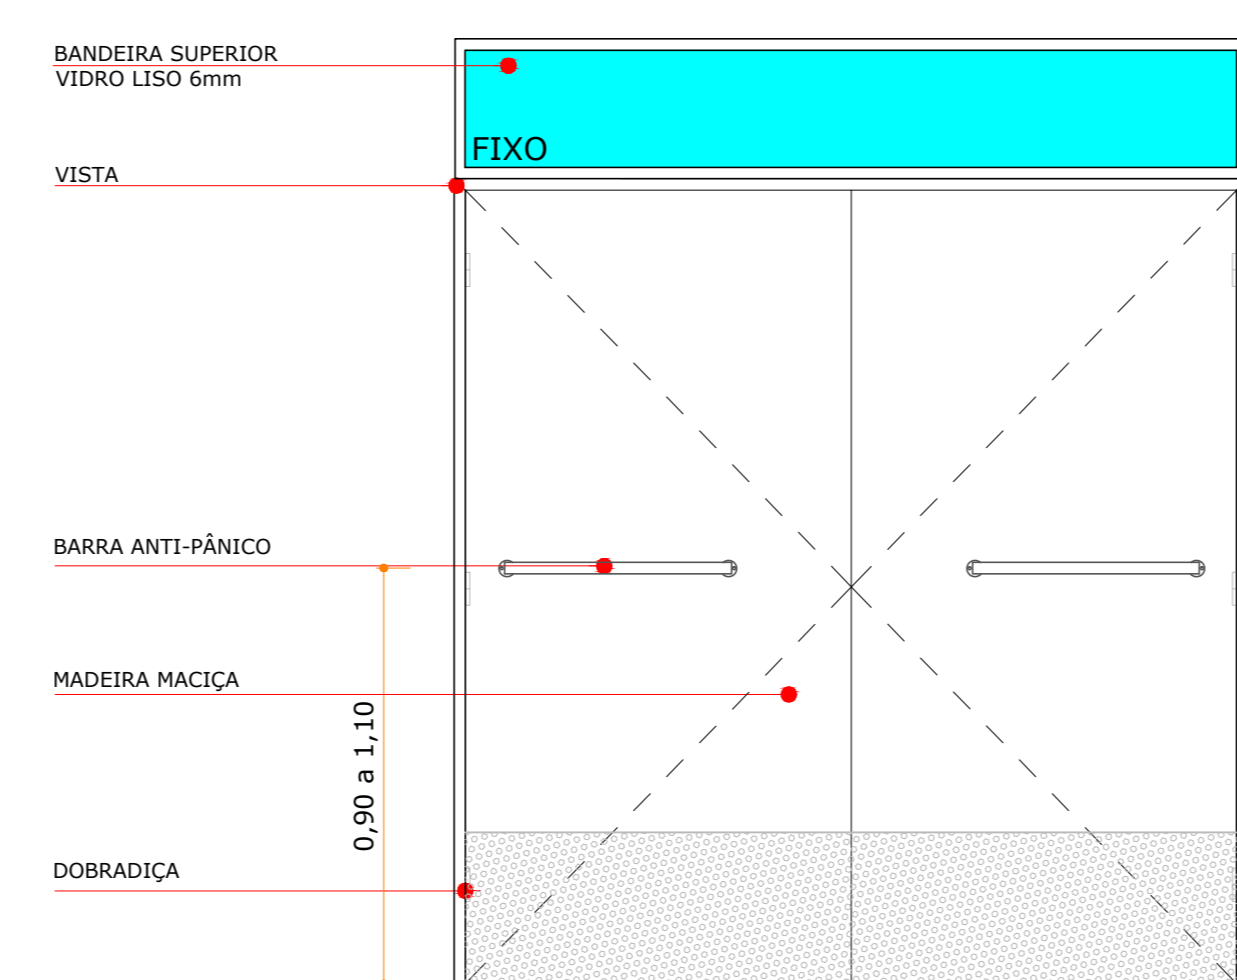 BANDEIRA SUPERIOR
VIDRO LISO 6mm
FIXO
VISTA
BARRA ANTI-PÂNICO
MADEIRA MACIÇA
0,90 a 1,10
DOBRADIÇA